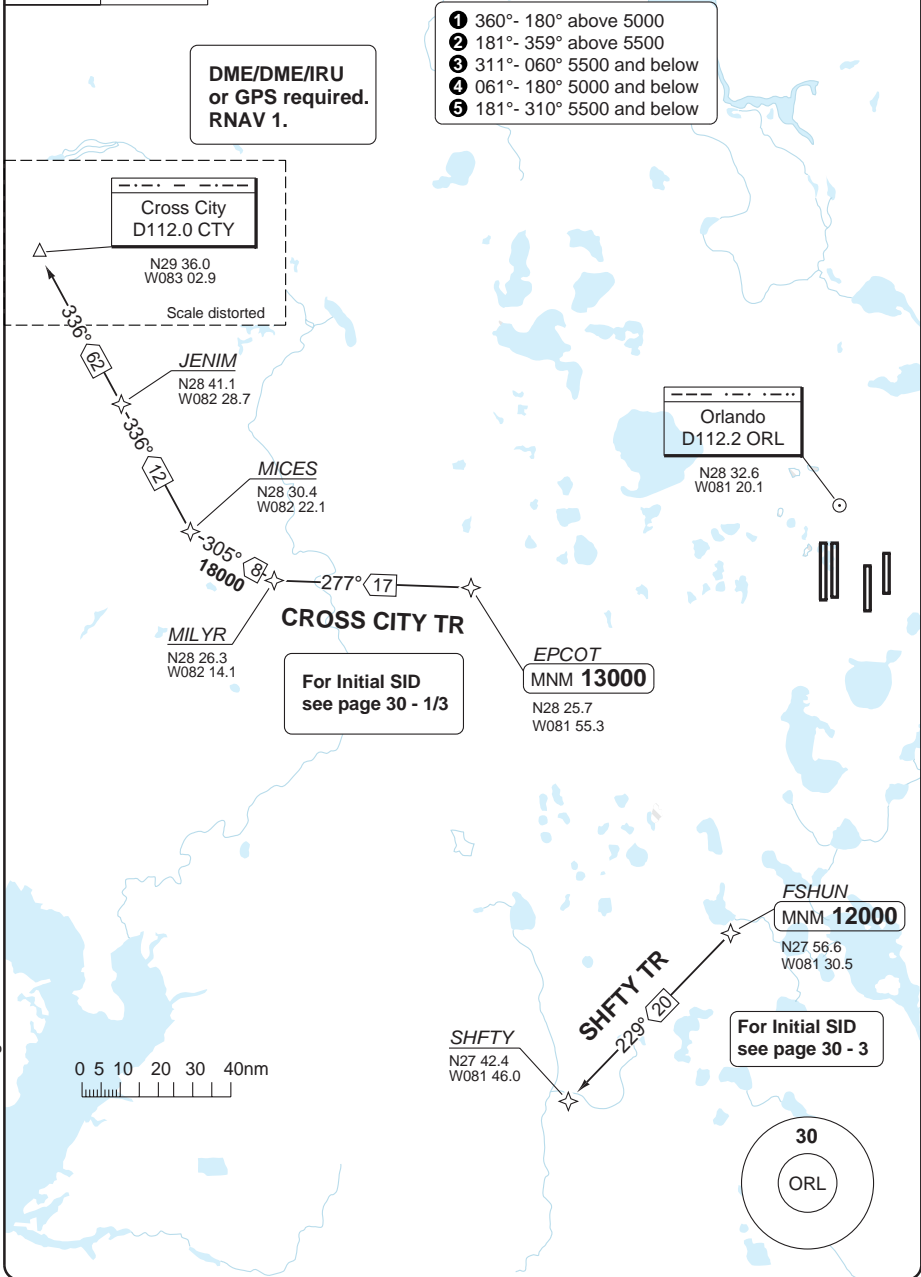 ❶ 360°- 180° above 5000
❷ 181°- 359° above 5500
❸ 311°- 060° 5500 and below
❹ 061°- 180° 5000 and below
❺ 181°- 310° 5500 and below
DME/DME/IRU
or GPS required.
RNAV 1.
Cross City
D112.0 CTY
N29 36.0
W083 02.9
Scale distorted
336°
62
JENIM
N28 41.1
W082 28.7
336°
12
MICES
N28 30.4
W082 22.1
305°
8
18000
277°
17
CROSS CITY TR
MILYR
N28 26.3
W082 14.1
For Initial SID
see page 30 - 1/3
EPCOT
MNM 13000
N28 25.7
W081 55.3
Orlando
D112.2 ORL
N28 32.6
W081 20.1
FSHUN
MNM 12000
N27 56.6
W081 30.5
SHFTY TR
229°
20
SHFTY
N27 42.4
W081 46.0
For Initial SID
see page 30 - 3
0 5 10 20 30 40nm
30
ORL